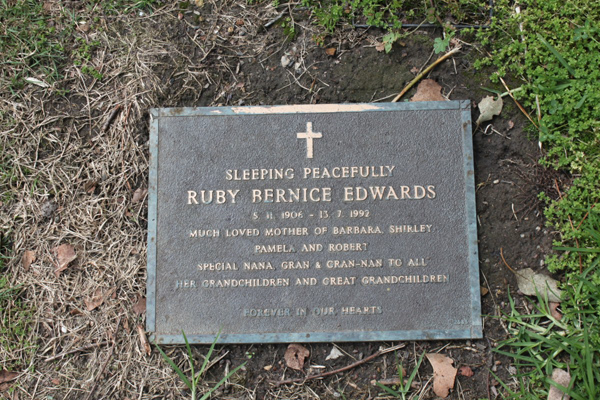 SLEEPING PEACEFULLY
RUBY BERNICE EDWARDS
5. 11. 1906 - 13. 7. 1992
MUCH LOVED MOTHER OF BARBARA, SHIRLEY,
PAMELA AND ROBERT
SPECIAL NANA, GRAN & GRAN-NAN TO ALL
HER GRANDCHILDREN AND GREAT GRANDCHILDREN
FOREVER IN OUR HEARTS